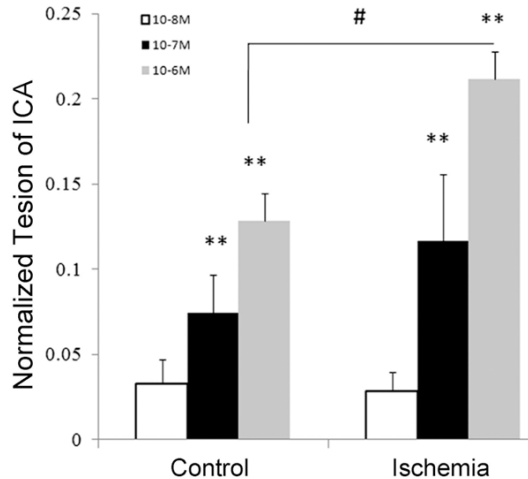 0.25
#
**
10-8M
10-7M
10-6M
0.2
**
**
0.15
**
0.1
0.05
0
Normalized Tesion of ICA
Control
Ischemia